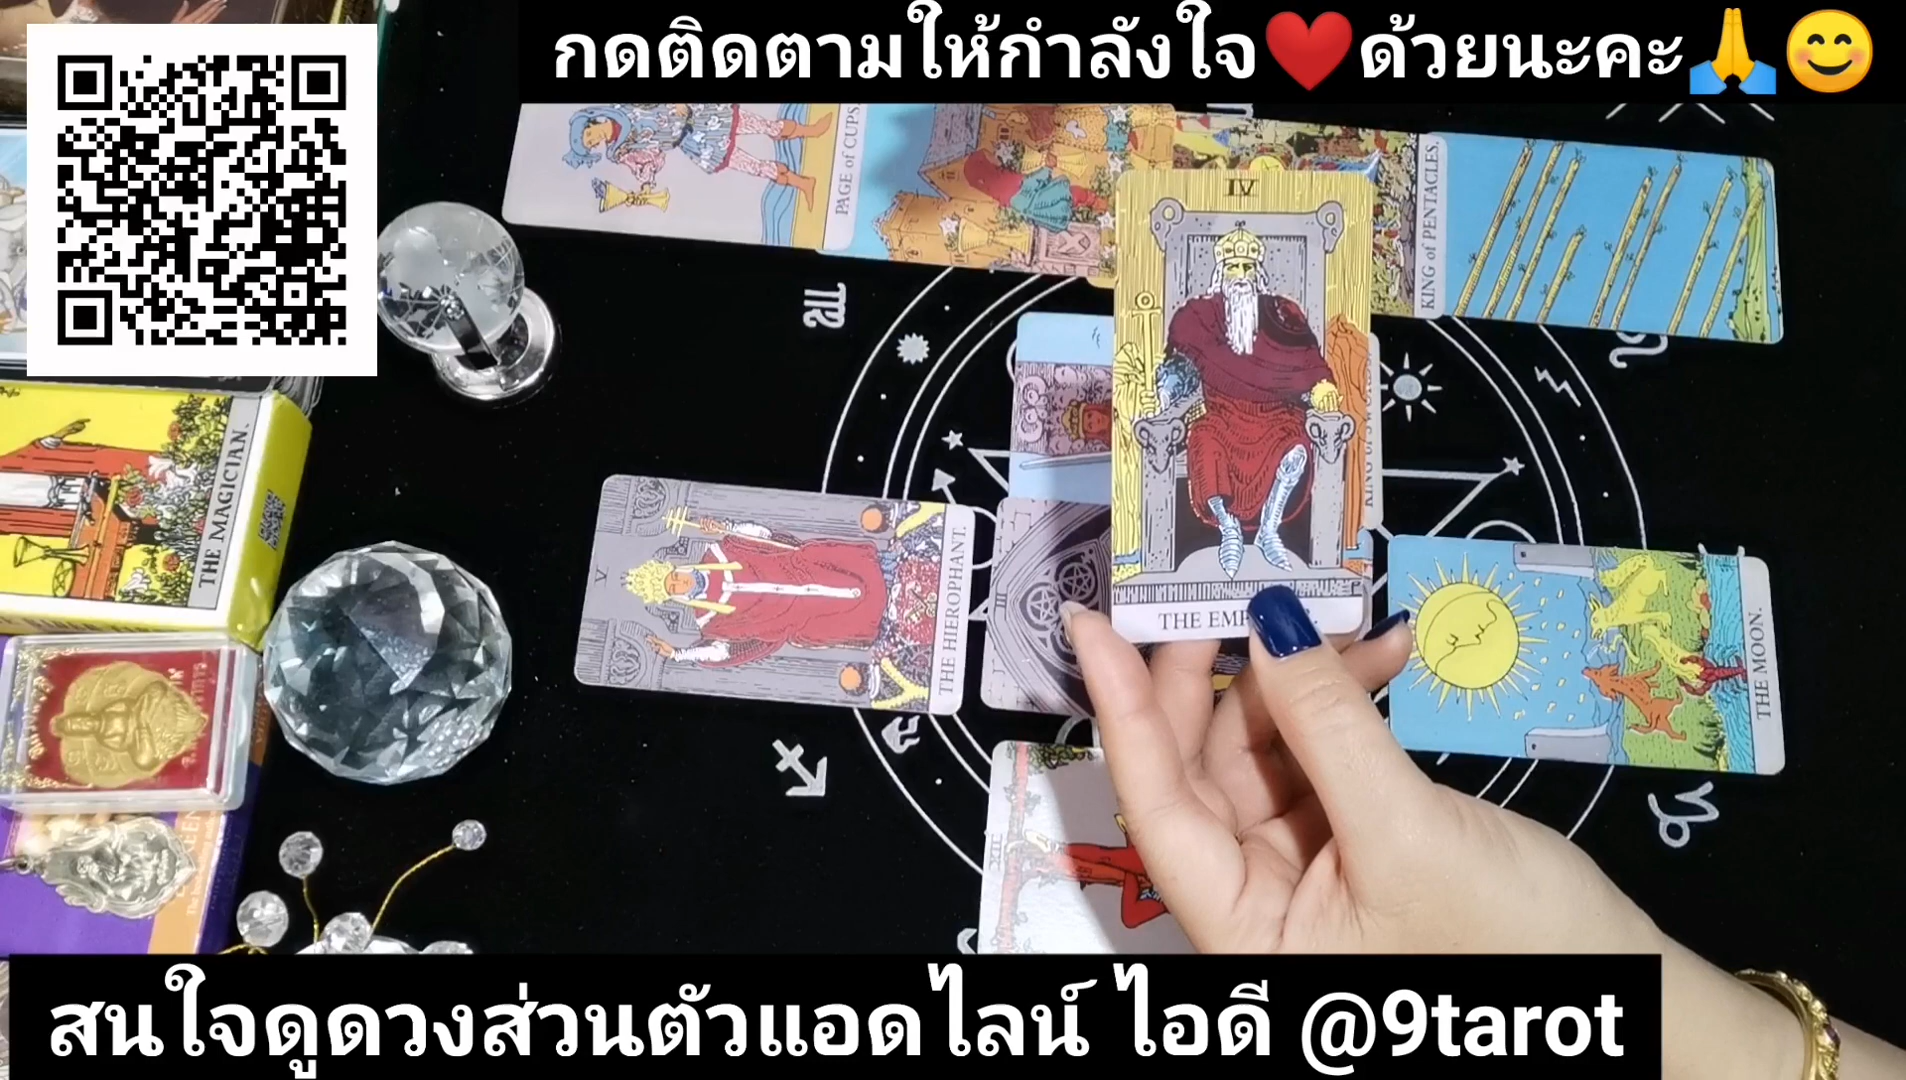 กดติดตามให้กำลังใจ❤️ด้วยนะคะ🙏😊
PAGE of CUPS.
KING of PENTACLES.
IV
THE MAGICIAN.
V
THE HIEROPHANT.
III
THE MOON.
XII
สนใจดูดวงส่วนตัวแอดไลน์ ไอดี @9tarot